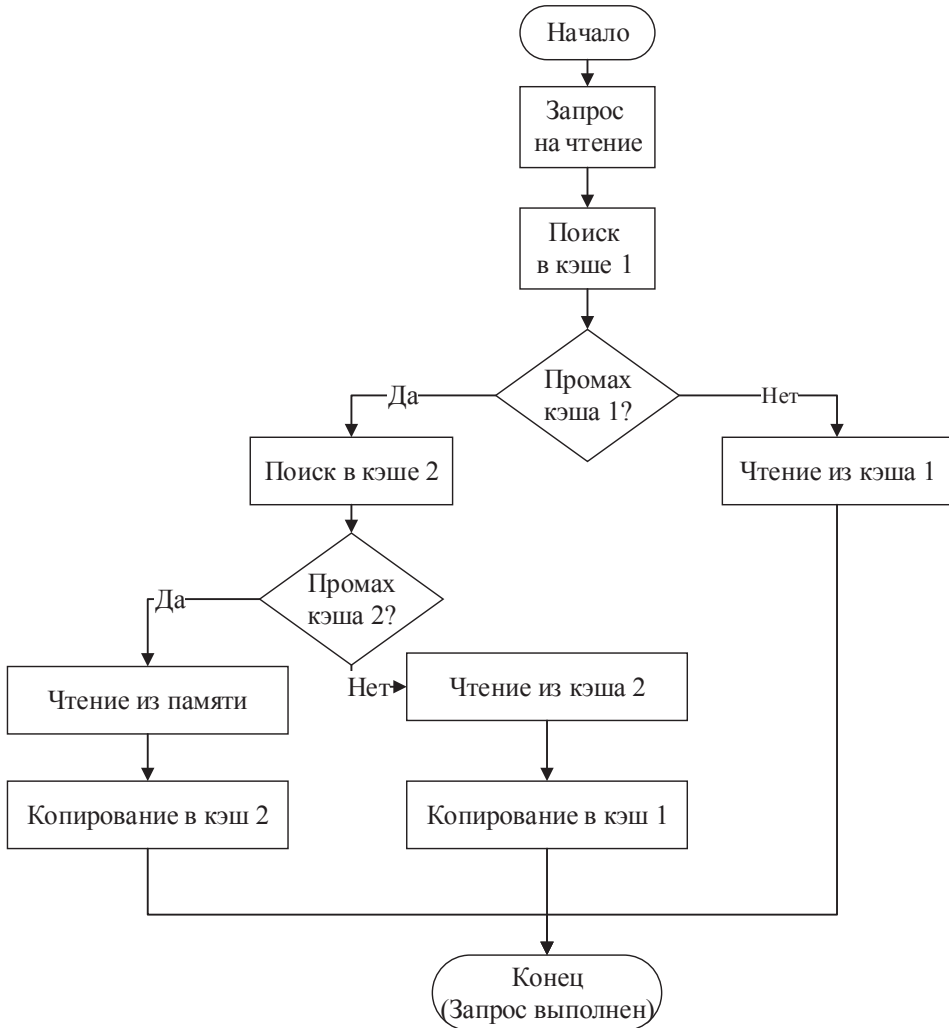 Начало
Запрос
на чтение
Поиск
в кэше 1
Промах
кэша 1?
Да
Нет
Поиск в кэше 2
Чтение из кэша 1
Промах
кэша 2?
Да
Нет
Чтение из памяти
Чтение из кэша 2
Копирование в кэш 2
Копирование в кэш 1
Конец
(Запрос выполнен)